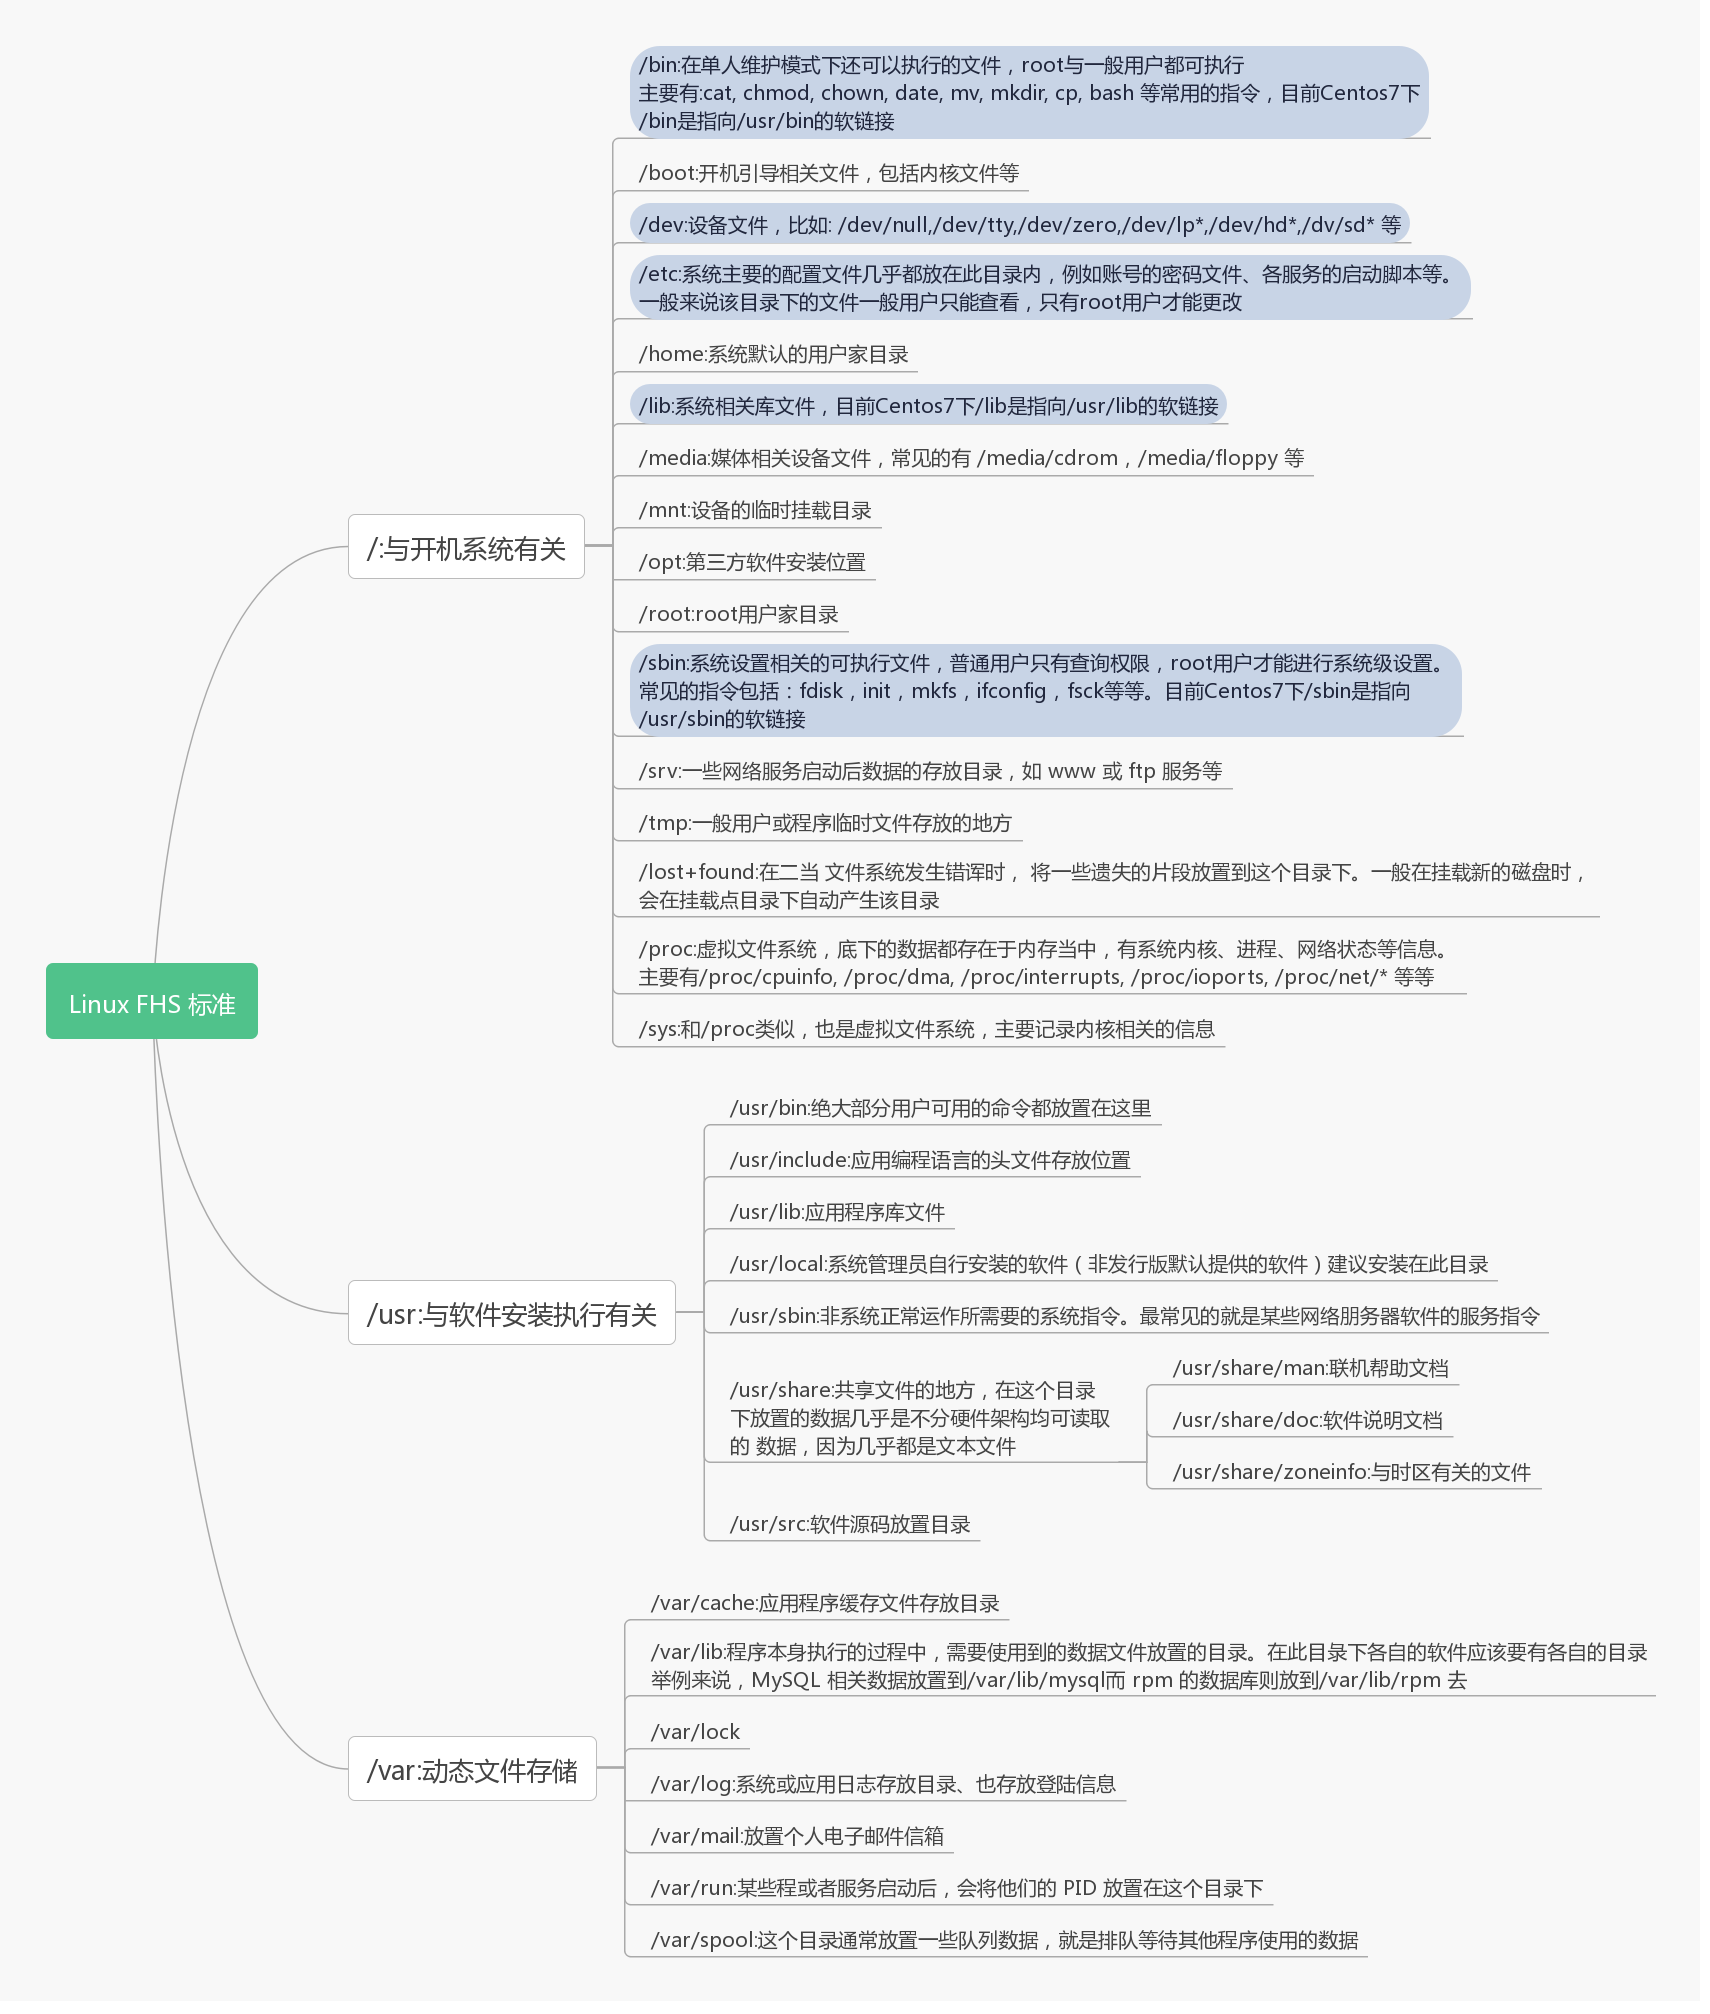 /bin:在单人维护模式下还可以执行的文件，root与一般用户都可执行
主要有:cat, chmod, chown, date, mv, mkdir, cp, bash 等常用的指令，目前Centos7下
/bin是指向/usr/bin的软链接
/boot:开机引导相关文件，包括内核文件等
/dev:设备文件，比如: /dev/null,/dev/tty,/dev/zero,/dev/lp*,/dev/hd*,/dv/sd* 等
/etc:系统主要的配置文件几乎都放在此目录内，例如账号的密码文件、各服务的启动脚本等。
一般来说该目录下的文件一般用户只能查看，只有root用户才能更改
/home:系统默认的用户家目录
/lib:系统相关库文件，目前Centos7下/lib是指向/usr/lib的软链接
/media:媒体相关设备文件，常见的有 /media/cdrom，/media/floppy 等
/mnt:设备的临时挂载目录
/:与开机系统有关
/opt:第三方软件安装位置
/root:root用户家目录
/sbin:系统设置相关的可执行文件，普通用户只有查询权限，root用户才能进行系统级设置。
常见的指令包括：fdisk，init，mkfs，ifconfig，fsck等等。目前Centos7下/sbin是指向
/usr/sbin的软链接
/srv:一些网络服务启动后数据的存放目录，如 www 或 ftp 服务等
/tmp:一般用户或程序临时文件存放的地方
/lost+found:在二当 文件系统发生错诨时， 将一些遗失的片段放置到这个目录下。一般在挂载新的磁盘时，
会在挂载点目录下自动产生该目录
/proc:虚拟文件系统，底下的数据都存在于内存当中，有系统内核、进程、网络状态等信息。
主要有/proc/cpuinfo, /proc/dma, /proc/interrupts, /proc/ioports, /proc/net/* 等等
Linux FHS 标准
/sys:和/proc类似，也是虚拟文件系统，主要记录内核相关的信息
/usr/bin:绝大部分用户可用的命令都放置在这里
/usr/include:应用编程语言的头文件存放位置
/usr/lib:应用程序库文件
/usr/local:系统管理员自行安装的软件（非发行版默认提供的软件）建议安装在此目录
/usr:与软件安装执行有关
/usr/sbin:非系统正常运作所需要的系统指令。最常见的就是某些网络朋务器软件的服务指令
/usr/share:共享文件的地方，在这个目录
下放置的数据几乎是不分硬件架构均可读取
的 数据，因为几乎都是文本文件
/usr/share/man:联机帮助文档
/usr/share/doc:软件说明文档
/usr/share/zoneinfo:与时区有关的文件
/usr/src:软件源码放置目录
/var/cache:应用程序缓存文件存放目录
/var/lib:程序本身执行的过程中，需要使用到的数据文件放置的目录。在此目彔下各自的软件应该要有各自的目录
举例来说，MySQL 相关数据放置到/var/lib/mysql而 rpm 的数据库则放到/var/lib/rpm 去
/var/lock
/var:动态文件存储
/var/log:系统或应用日志存放目录、也存放登陆信息
/var/mail:放置个人电子邮件信箱
/var/run:某些程或者服务启动后，会将他们的 PID 放置在这个目录下
/var/spool:这个目录通常放置一些队列数据，就是排队等待其他程序使用的数据